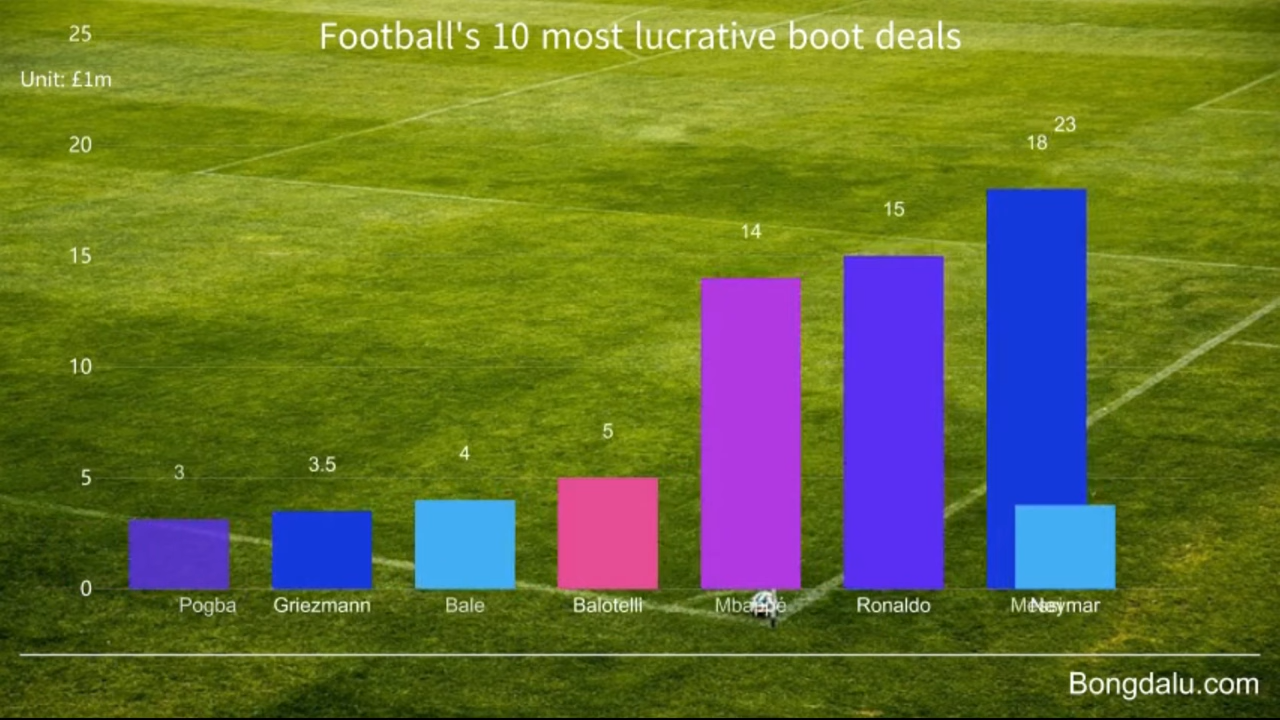 Football's 10 most lucrative boot deals
25
Unit: £1m
20
15
10
5
0
3
3.5
4
5
14
15
18
23
Pogba
Griezmann
Bale
Balotelli
Mbappé
Ronaldo
Messi
Neymar
Bongdalu.com